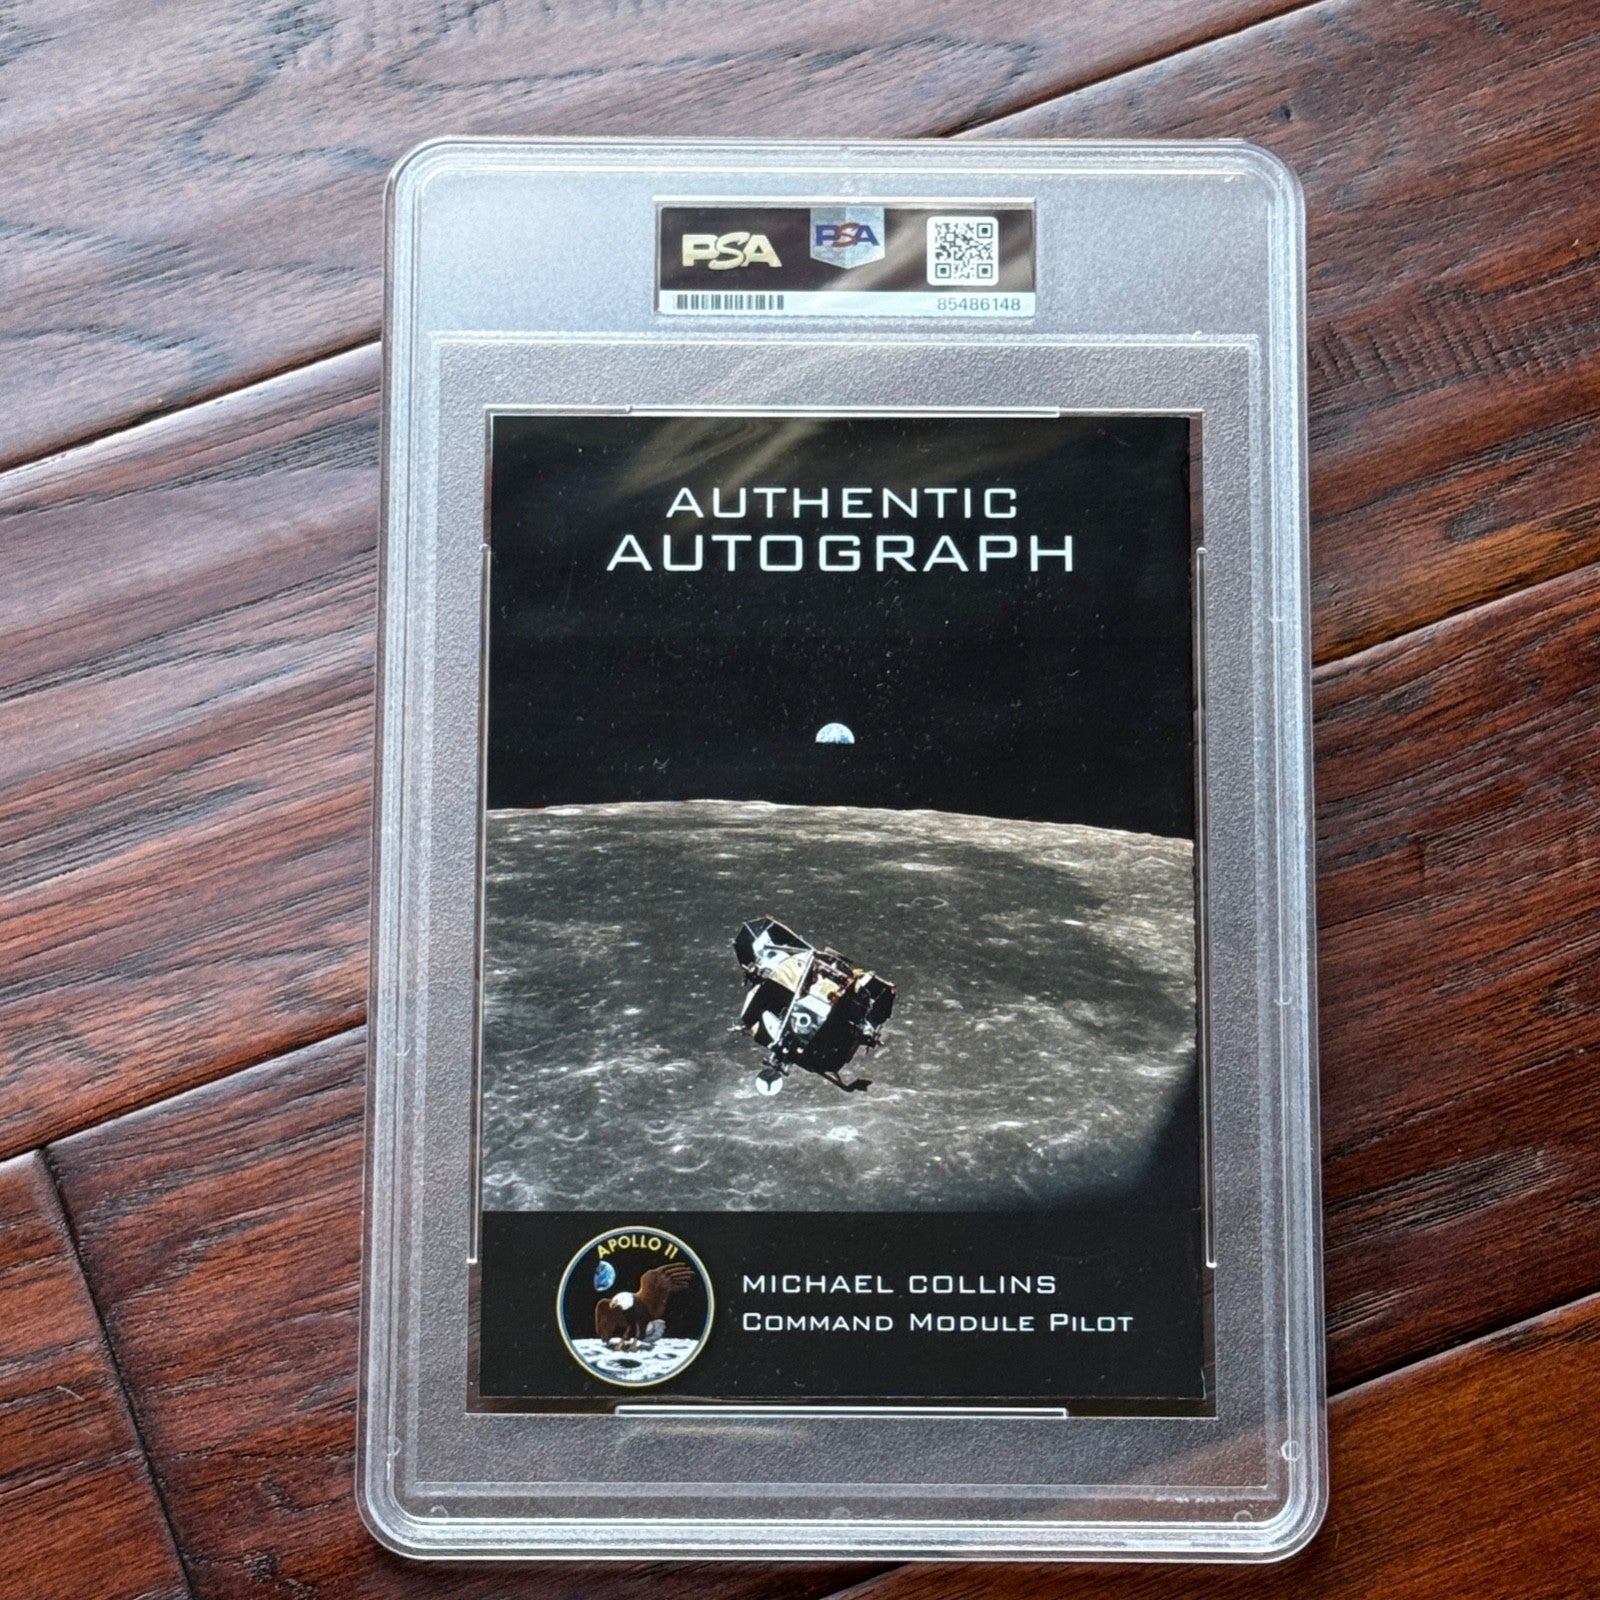 PSA
PSA
85486148
AUTHENTIC
AUTOGRAPH
APOLLO 11
MICHAEL COLLINS
COMMAND MODULE PILOT